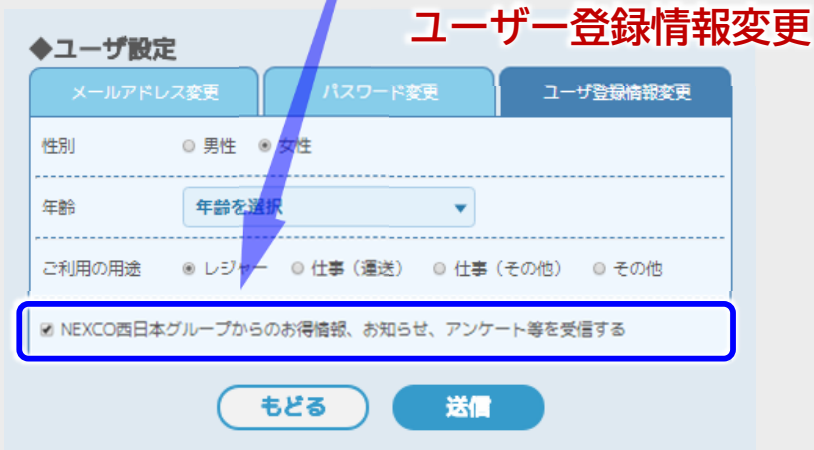 ユーザー登録情報変更
◆ユーザ設定
メールアドレス変更 パスワード変更 ユーザ登録情報変更
性別 男性 女性
年齢 年齢を選択
ご利用の用途 レジャー 仕事（運送） 仕事（その他） その他
NEXCO西日本グループからのお得情報、お知らせ、アンケート等を受信する
もどる 送信